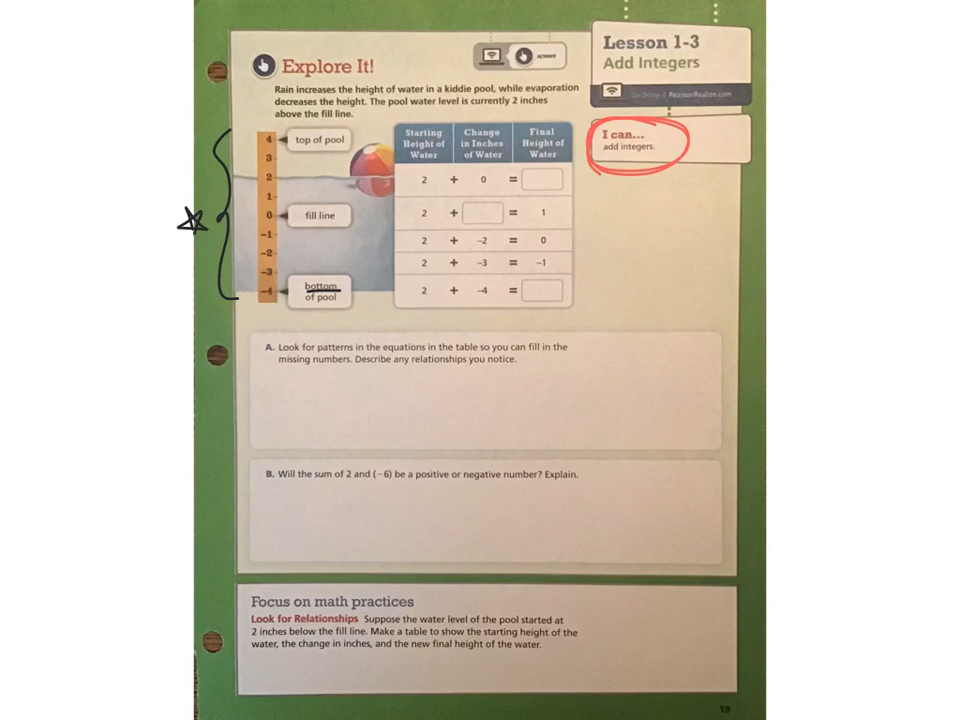 Lesson 1-3
Add Integers
Go Online | PearsonRealize.com
I can...
add integers.
Explore It!
ACTIVITY
Rain increases the height of water in a kiddie pool, while evaporation
decreases the height. The pool water level is currently 2 inches
above the fill line.
4
3
2
1
0
−1
−2
−3
−4
top of pool
fill line
bottom
of pool
Starting Change Final
Height of in Inches Height of
Water of Water Water
2 + 0 =
2 + = 1
2 + −2 = 0
2 + −3 = −1
2 + −4 =
A. Look for patterns in the equations in the table so you can fill in the
missing numbers. Describe any relationships you notice.
B. Will the sum of 2 and (−6) be a positive or negative number? Explain.
Focus on math practices
Look for Relationships Suppose the water level of the pool started at
2 inches below the fill line. Make a table to show the starting height of the
water, the change in inches, and the new final height of the water.
19